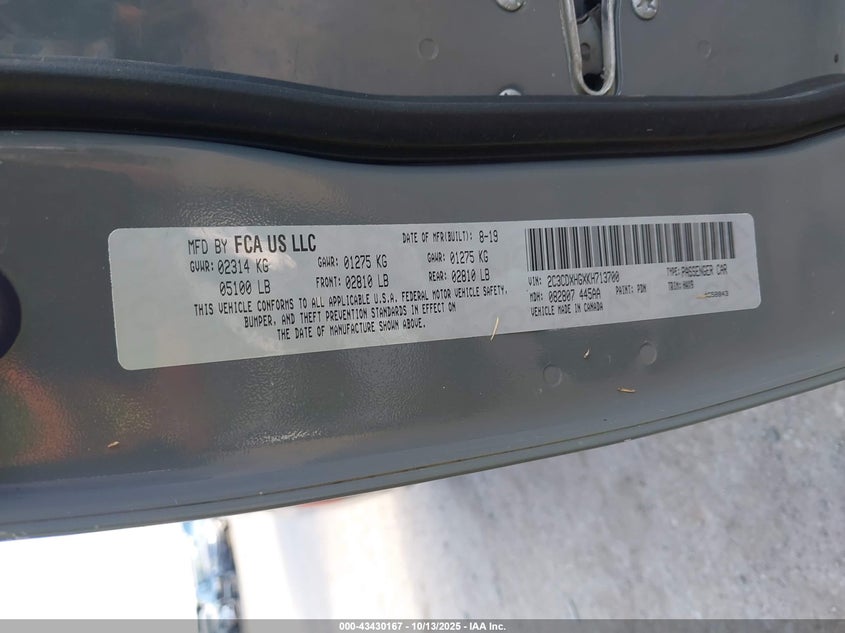 MFD BY FCA US LLC
DATE OF MFR(BUILT): 8-19
GVWR: 02314 KG GAWR: 01275 KG GAWR: 01275 KG
05100 LB FRONT: 02810 LB REAR: 02810 LB
THIS VEHICLE CONFORMS TO ALL APPLICABLE U.S.A. FEDERAL MOTOR VEHICLE SAFETY,
BUMPER, AND THEFT PREVENTION STANDARDS IN EFFECT ON
THE DATE OF MANUFACTURE SHOWN ABOVE.
VIN: 2C3CDXHGXKH713700 TYPE: PASSENGER CAR
MDH: 082807 445AA PAINT: PDN TRIM:
VEHICLE MADE IN CANADA
000-43430167 • 10/13/2025 • IAA Inc.